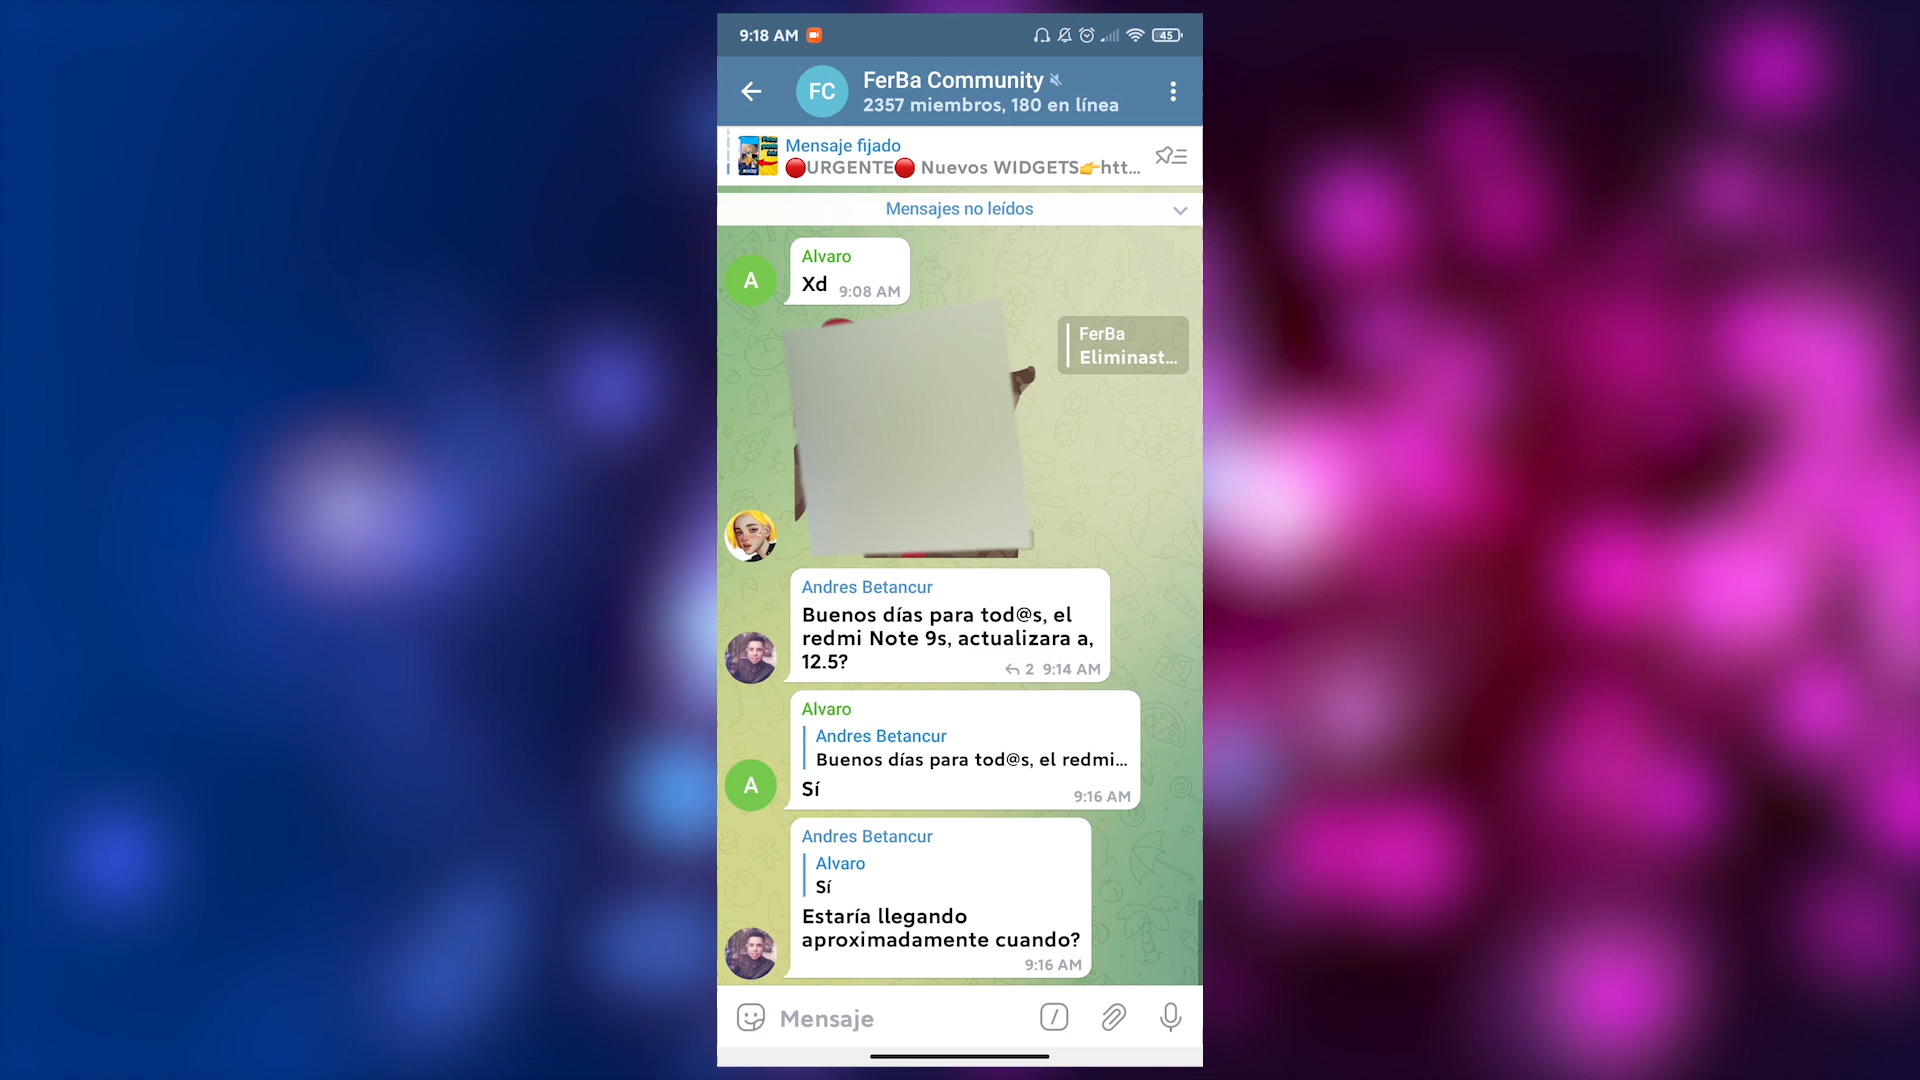 9:18 AM
45
FC
FerBa Community
2357 miembros, 180 en línea
Mensaje fijado
🔴URGENTE🔴 Nuevos WIDGETS👉htt...
Mensajes no leídos
Alvaro
A
Xd 9:08 AM
FerBa
Eliminast...
Andres Betancur
Buenos días para tod@s, el
redmi Note 9s, actualizara a,
12.5?
2 9:14 AM
Alvaro
Andres Betancur
Buenos días para tod@s, el redmi...
A
Sí
9:16 AM
Andres Betancur
Alvaro
Sí
Estaría llegando
aproximadamente cuando?
9:16 AM
Mensaje